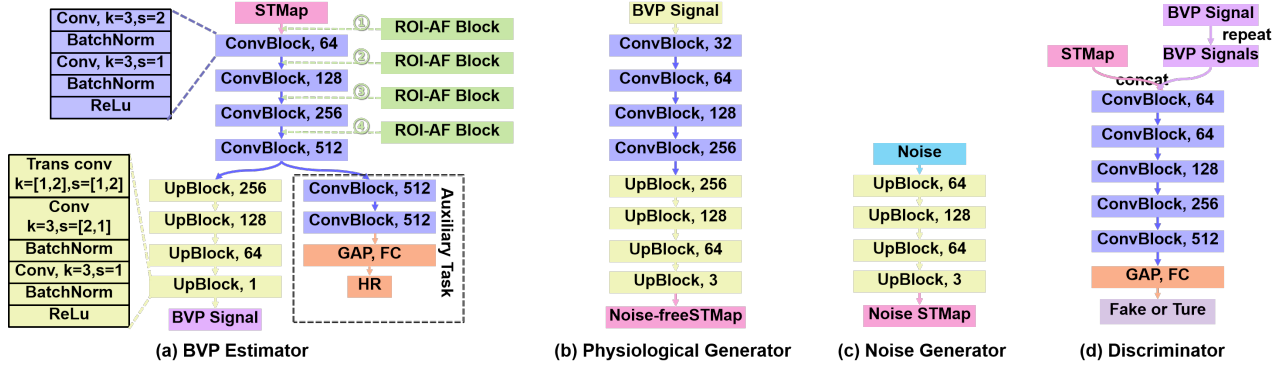 Conv, k=3,s=2
BatchNorm
Conv, k=3,s=1
BatchNorm
ReLu
STMap
①
ROI-AF Block
ConvBlock, 64
②
ROI-AF Block
ConvBlock, 128
③
ROI-AF Block
ConvBlock, 256
④
ROI-AF Block
ConvBlock, 512
Trans conv
k=[1,2],s=[1,2]
Conv
k=3,s=[2,1]
BatchNorm
Conv, k=3,s=1
BatchNorm
ReLu
UpBlock, 256
UpBlock, 128
UpBlock, 64
UpBlock, 1
BVP Signal
ConvBlock, 512
ConvBlock, 512
GAP, FC
HR
Auxiliary Task
(a) BVP Estimator
BVP Signal
ConvBlock, 32
ConvBlock, 64
ConvBlock, 128
ConvBlock, 256
UpBlock, 256
UpBlock, 128
UpBlock, 64
UpBlock, 3
Noise-freeSTMap
(b) Physiological Generator
Noise
UpBlock, 64
UpBlock, 128
UpBlock, 64
UpBlock, 3
Noise STMap
(c) Noise Generator
BVP Signal
repeat
STMap
BVP Signals
concat
ConvBlock, 64
ConvBlock, 64
ConvBlock, 128
ConvBlock, 256
ConvBlock, 512
GAP, FC
Fake or Ture
(d) Discriminator